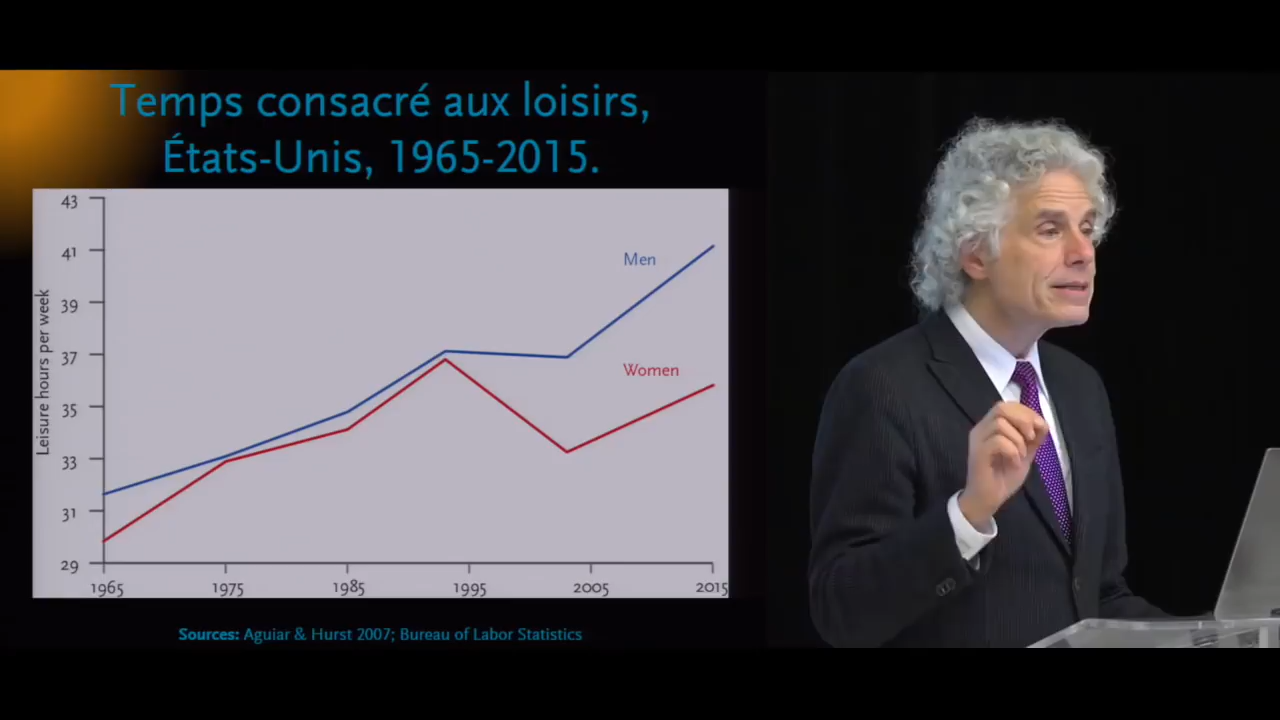 Temps consacré aux loisirs,
États-Unis, 1965-2015.
43
41
39
37
35
33
31
29
Leisure hours per week
Men
Women
1965
1975
1985
1995
2005
2015
Sources: Aguiar & Hurst 2007; Bureau of Labor Statistics